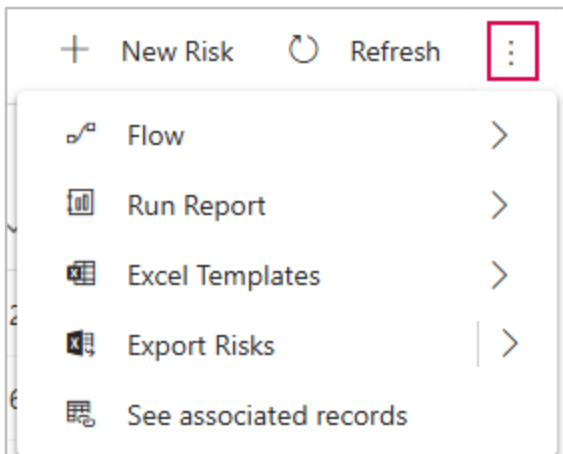 New Risk Refresh
Flow
Run Report
Excel Templates
Export Risks
See associated records